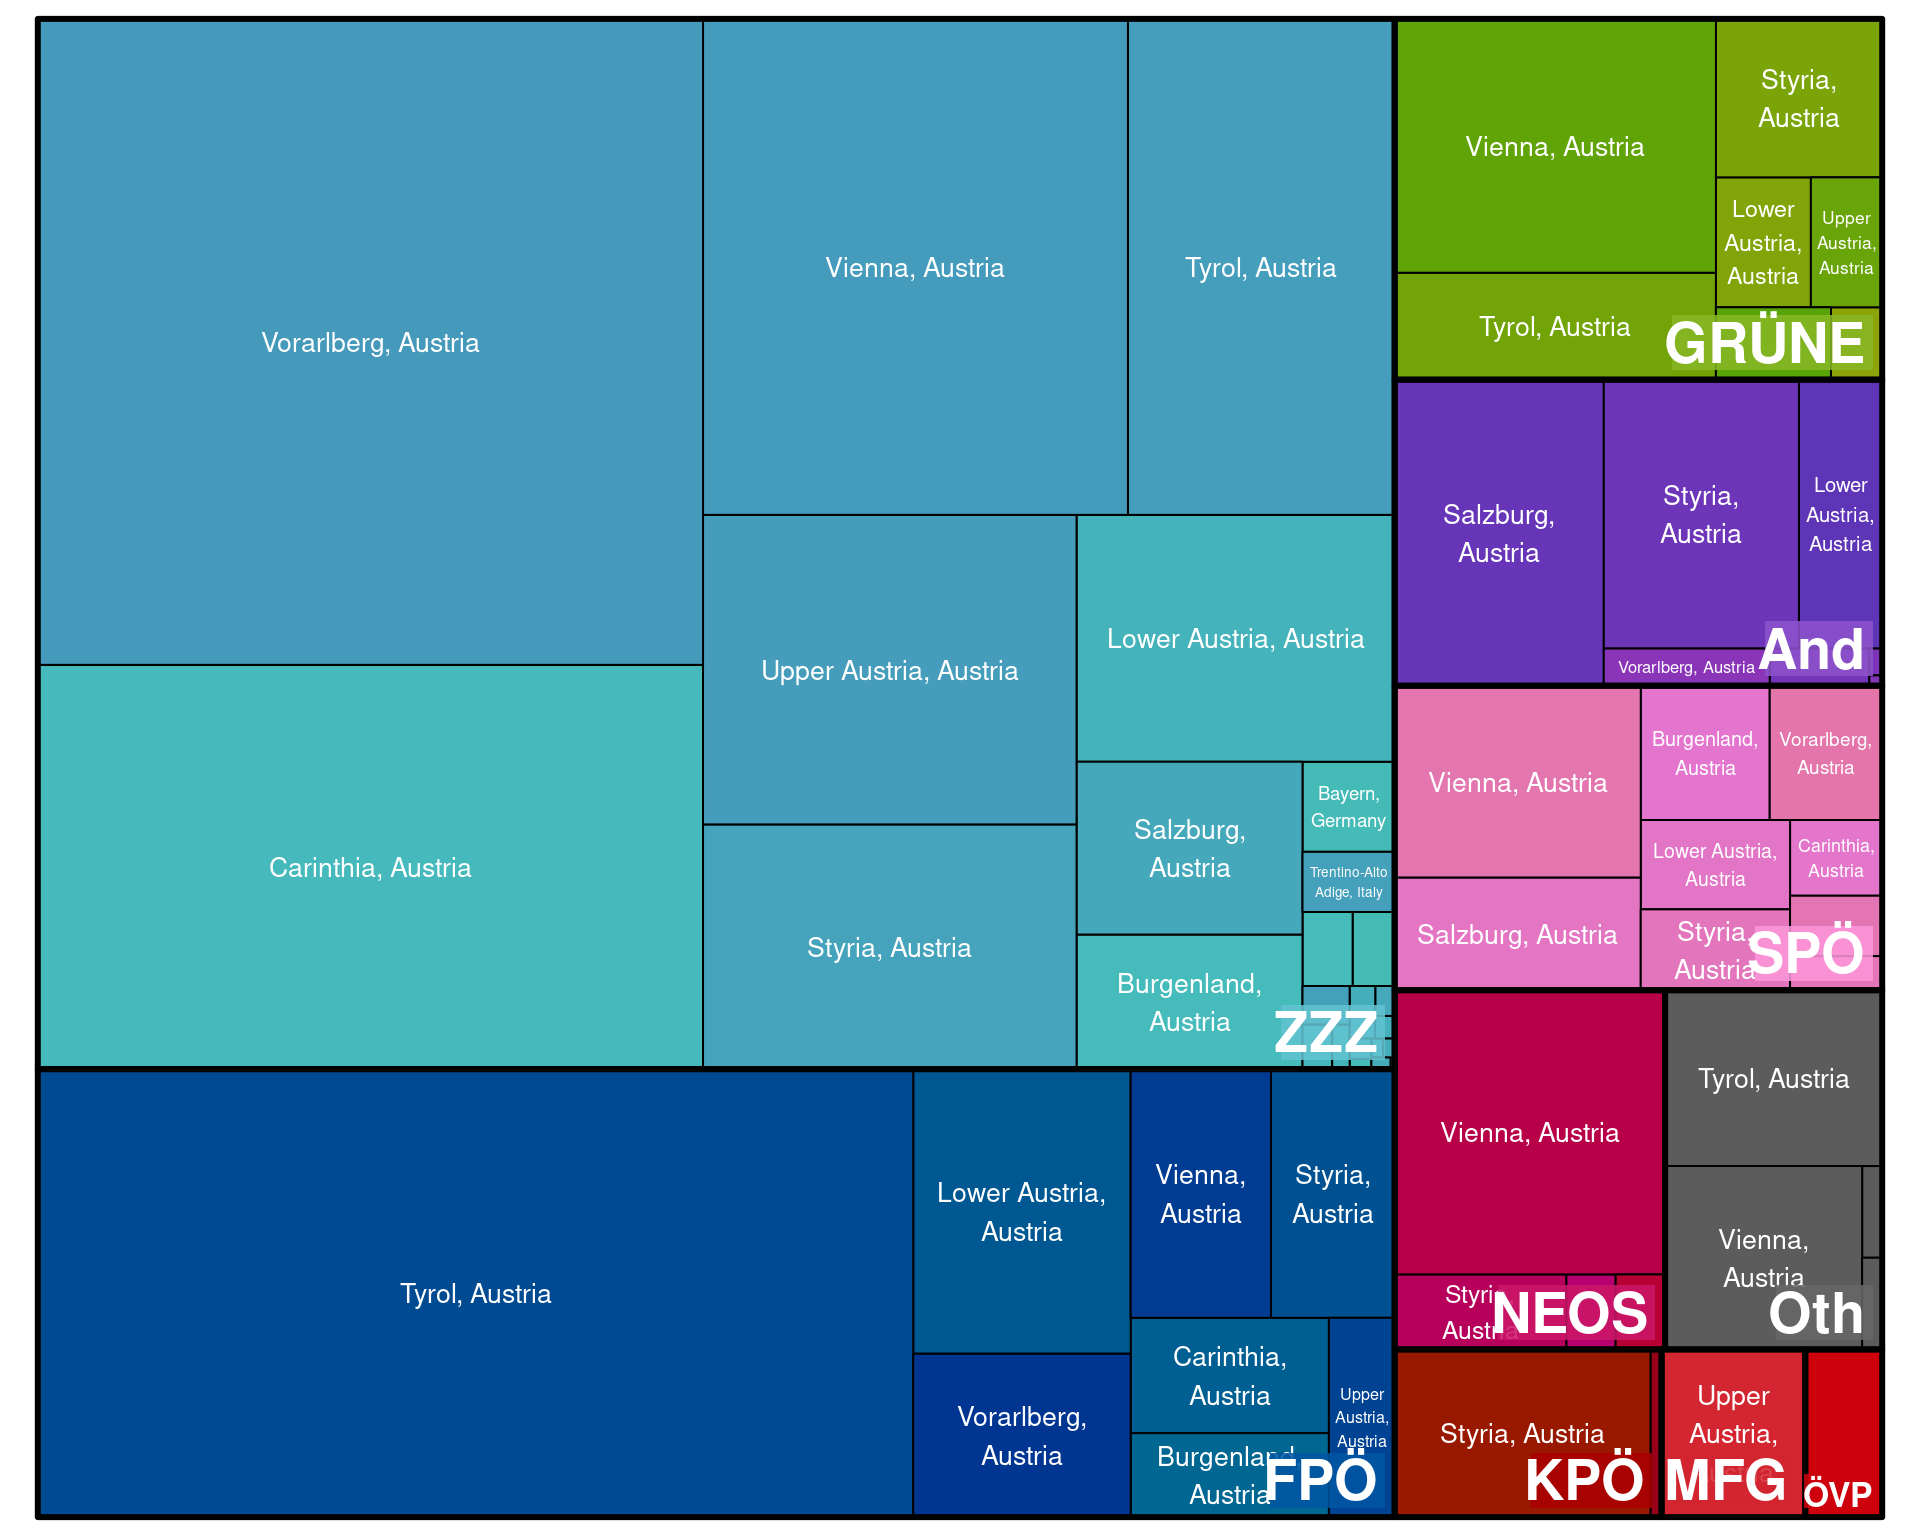 Vorarlberg, Austria
Vienna, Austria
Tyrol, Austria
Carinthia, Austria
Upper Austria, Austria
Lower Austria, Austria
Styria, Austria
Salzburg,
Austria
Burgenland,
Austria
Bayern,
Germany
Trentino-Alto
Adige, Italy
ZZZ
Tyrol, Austria
Lower Austria,
Austria
Vorarlberg,
Austria
Vienna,
Austria
Styria,
Austria
Carinthia,
Austria
Burgenland
Austria
Upper
Austria,
Austria
FPÖ
Vienna, Austria
Styria,
Austria
Lower
Austria,
Austria
Upper
Austria,
Austria
Tyrol, Austria
GRÜNE
Salzburg,
Austria
Styria,
Austria
Lower
Austria,
Austria
Vorarlberg, Austria
And
Vienna, Austria
Burgenland,
Austria
Vorarlberg,
Austria
Lower Austria,
Austria
Carinthia,
Austria
Salzburg, Austria
Styria,
Austria
SPÖ
Vienna, Austria
Styria
Austria
NEOS
Tyrol, Austria
Vienna,
Austria
Oth
Styria, Austria
KPÖ
Upper
Austria,
Austria
MFG
ÖVP